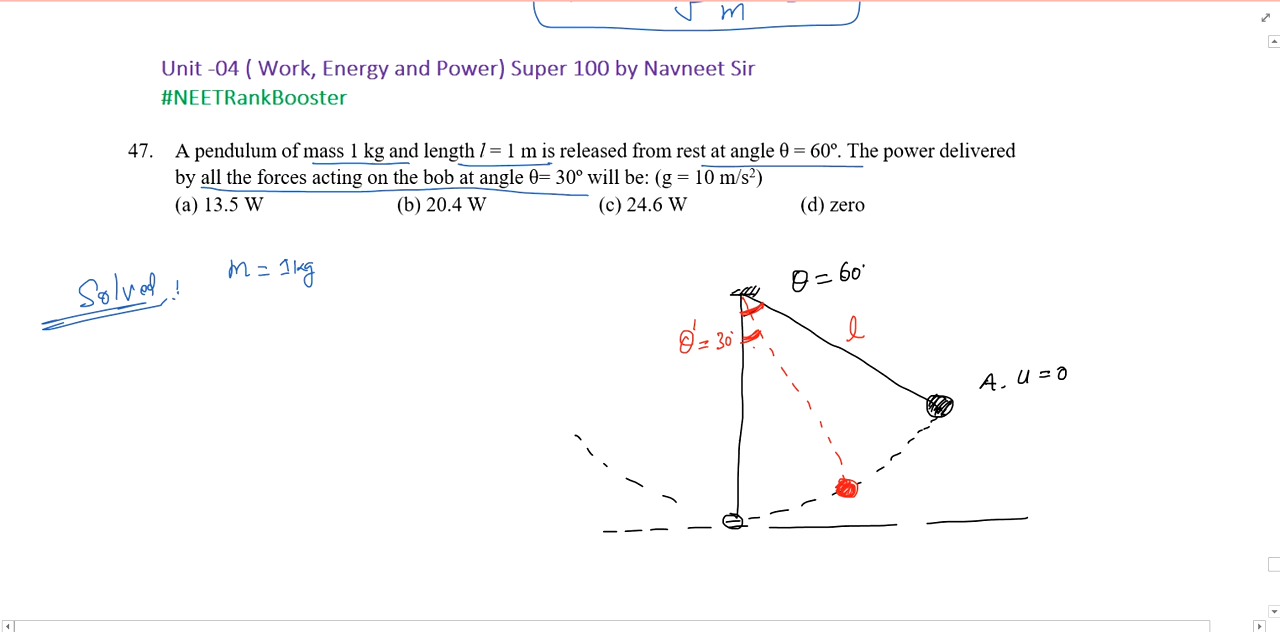 √m
Unit -04 ( Work, Energy and Power) Super 100 by Navneet Sir
#NEETRankBooster
47. A pendulum of mass 1 kg and length l = 1 m is released from rest at angle θ = 60º. The power delivered
by all the forces acting on the bob at angle θ= 30º will be: (g = 10 m/s²)
(a) 13.5 W (b) 20.4 W (c) 24.6 W (d) zero
Solved!
m = 1kg
θ = 60°
θ' = 30°
l
A. u = 0